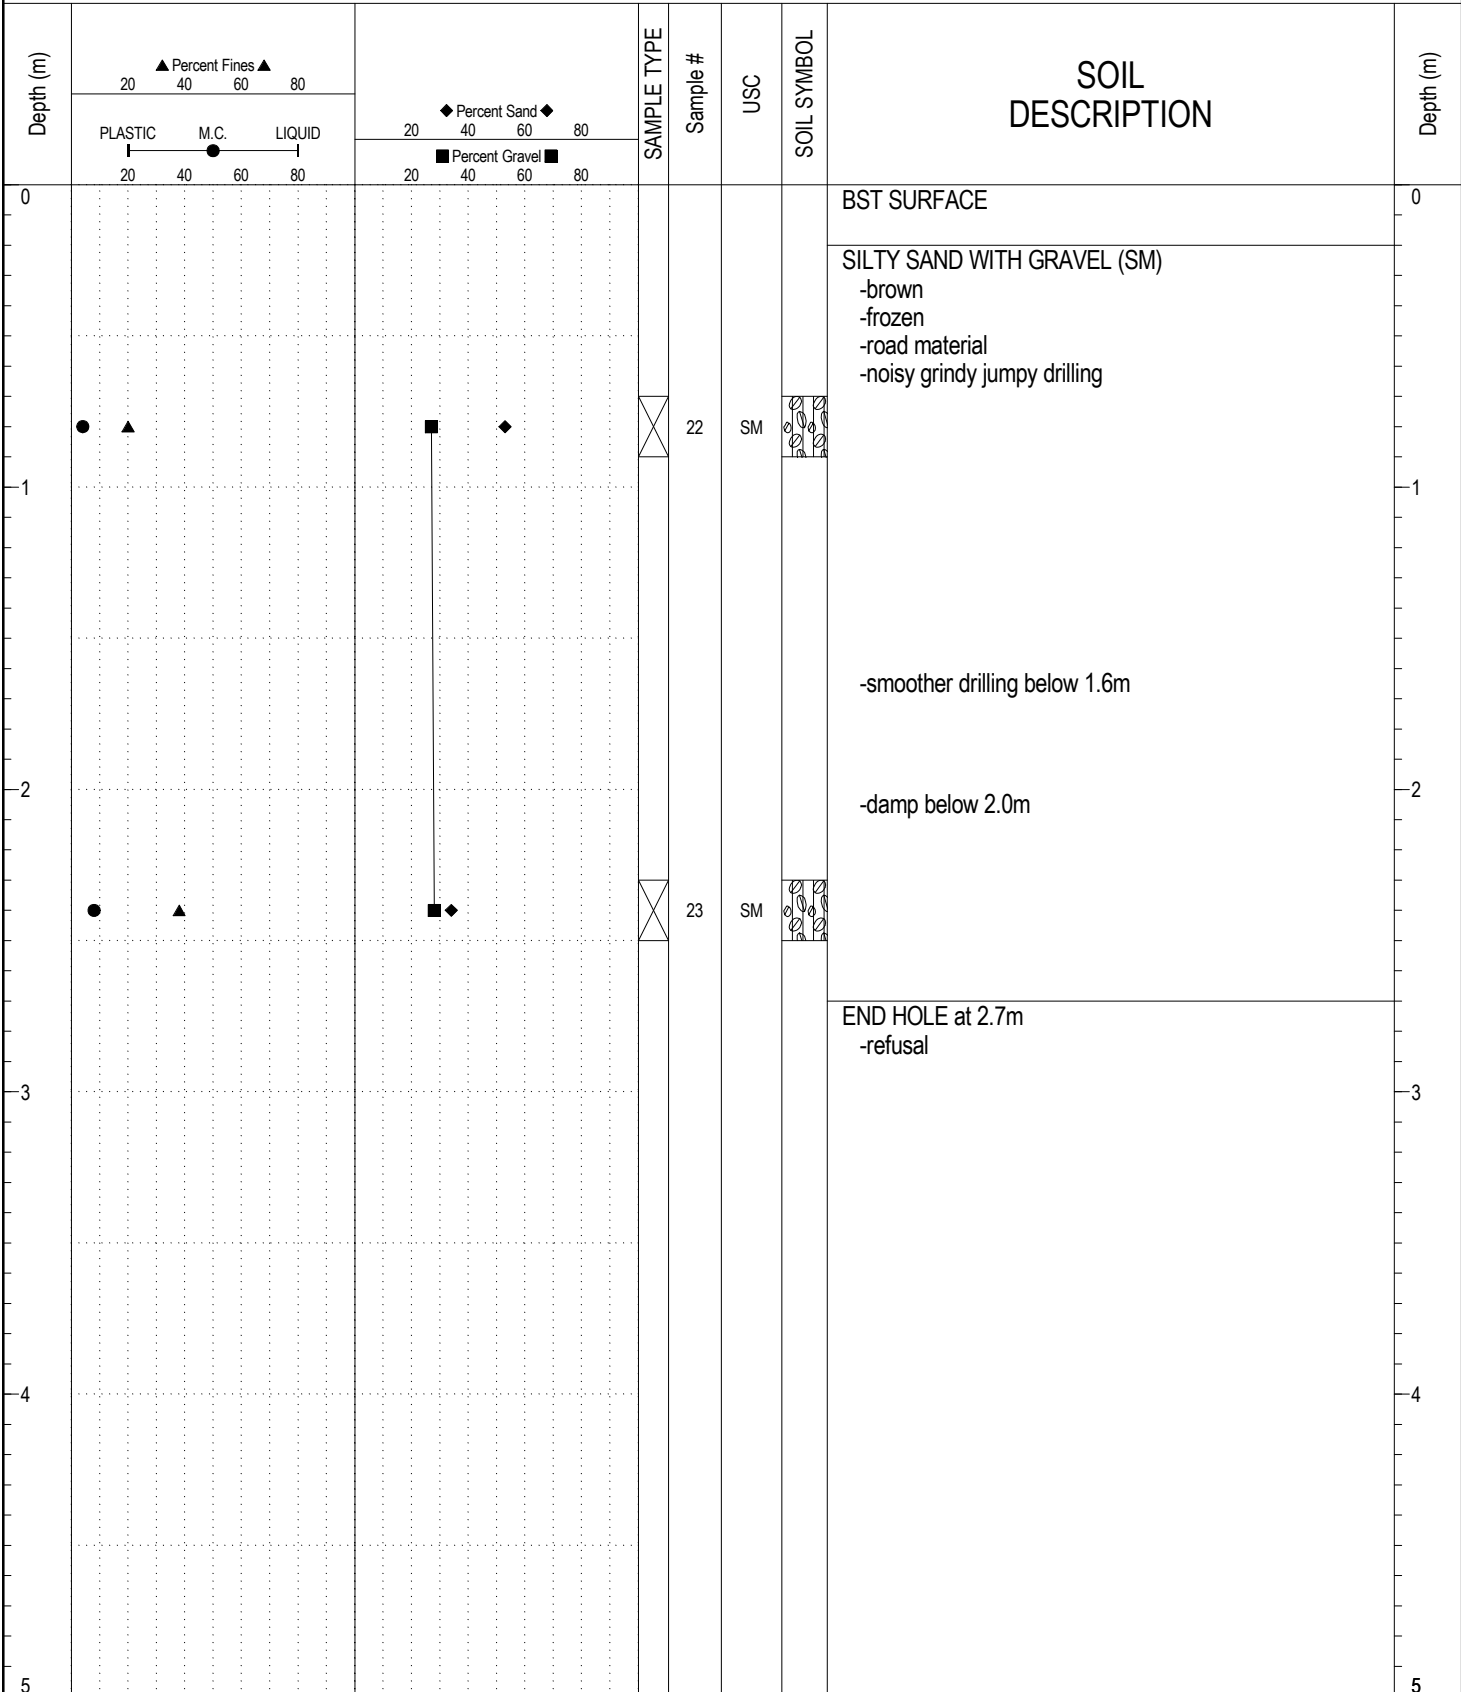 Depth (m)
▲ Percent Fines ▲
20 40 60 80
PLASTIC M.C. LIQUID
20 40 60 80
◆ Percent Sand ◆
20 40 60 80
■ Percent Gravel ■
20 40 60 80
SAMPLE TYPE
Sample #
USC
SOIL SYMBOL
SOIL
DESCRIPTION
Depth (m)
0 BST SURFACE 0
SILTY SAND WITH GRAVEL (SM)
-brown
-frozen
-road material
-noisy grindy jumpy drilling
22 SM
1 1
-smoother drilling below 1.6m
2 2
-damp below 2.0m
23 SM
END HOLE at 2.7m
-refusal
3 3
4 4
5 5